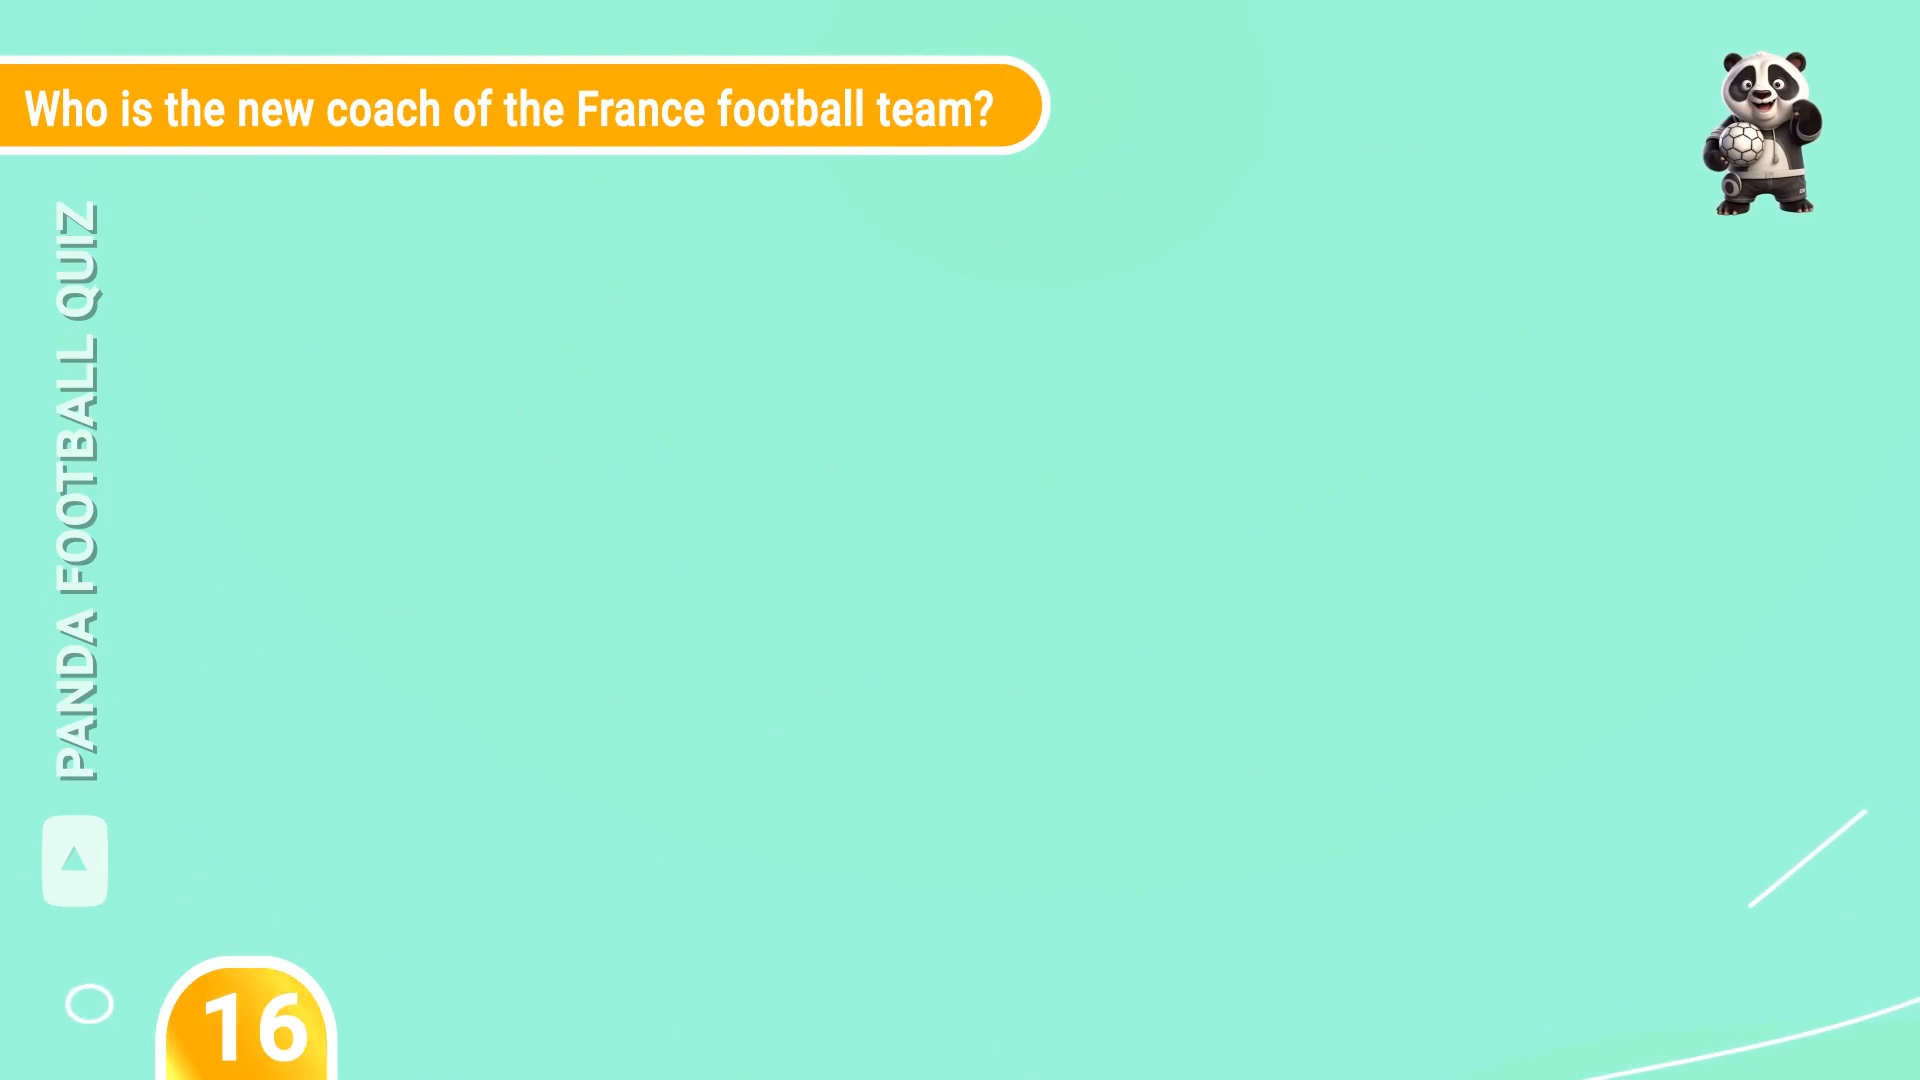 Who is the new coach of the France football team?
PANDA FOOTBALL QUIZ
16